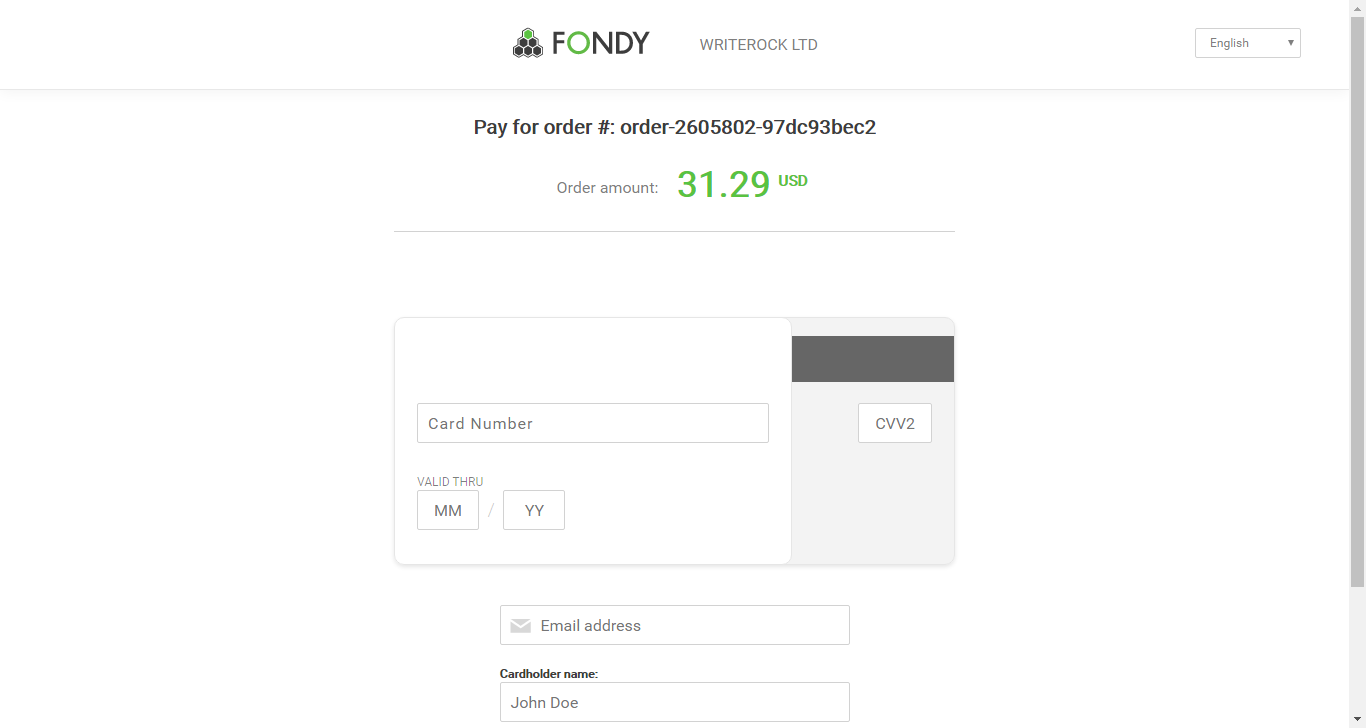 FONDY
WRITEROCK LTD
English
Pay for order #: order-2605802-97dc93bec2
Order amount: 31.29 USD
Card Number
CVV2
VALID THRU
MM / YY
Email address
Cardholder name:
John Doe